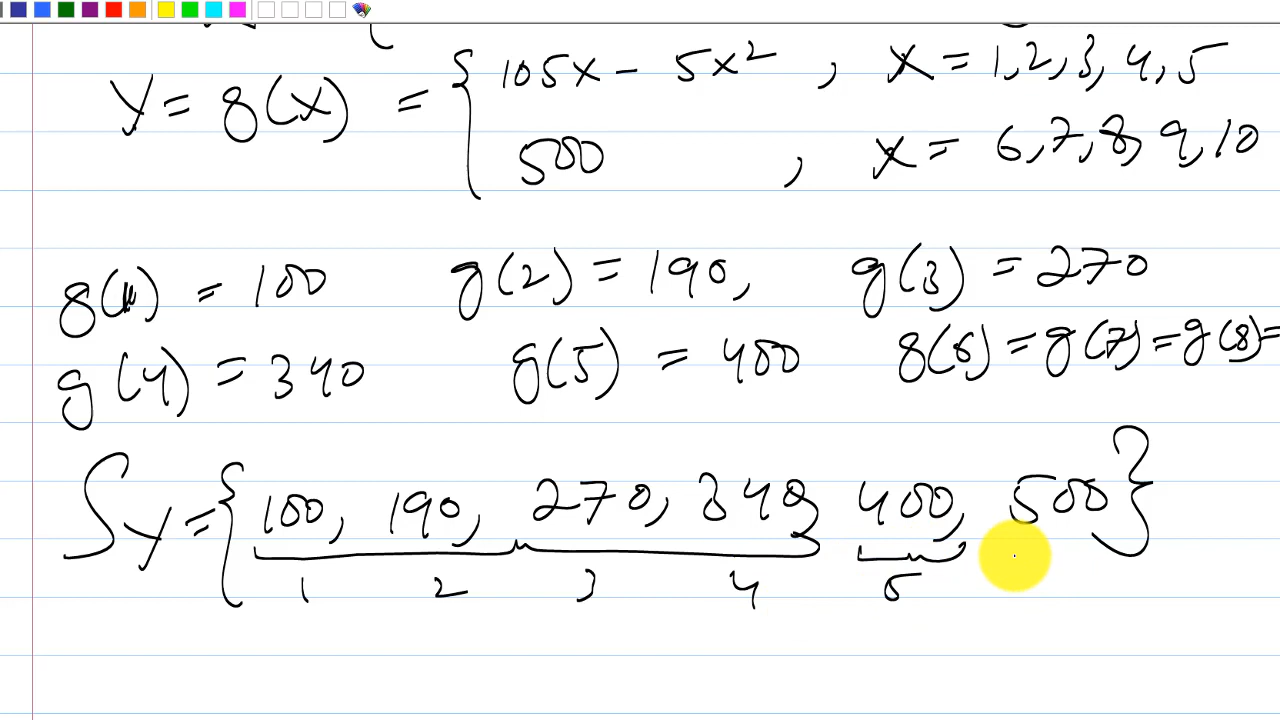 Y = g(X) = { 105X - 5X², X = 1, 2, 3, 4, 5
500, X = 6, 7, 8, 9, 10
g(1) = 100 g(2) = 190, g(3) = 270
g(4) = 340 g(5) = 400 g(6) = g(7) = g(8) =
S_Y = { 100, 190, 270, 340, 400, 500 }
1 2 3 4 5